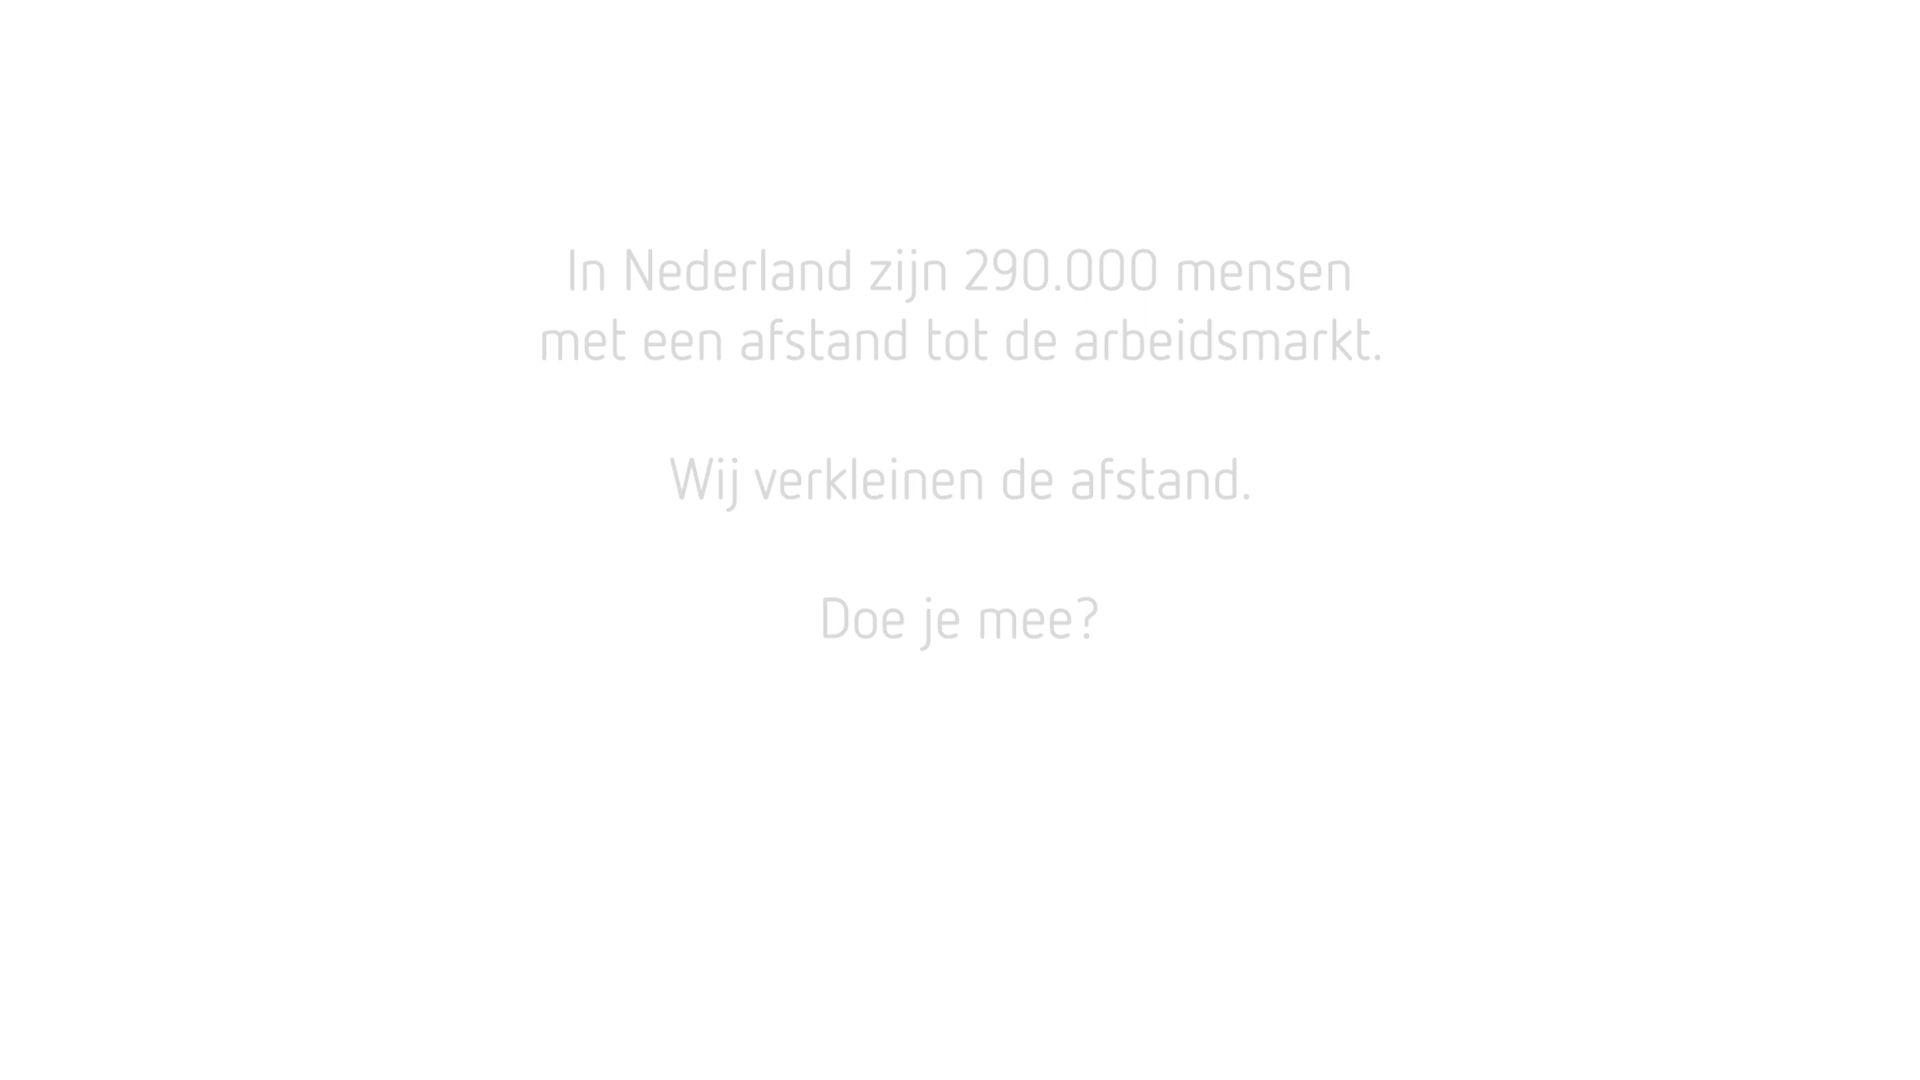 In Nederland zijn 290.000 mensen
met een afstand tot de arbeidsmarkt.
Wij verkleinen de afstand.
Doe je mee?